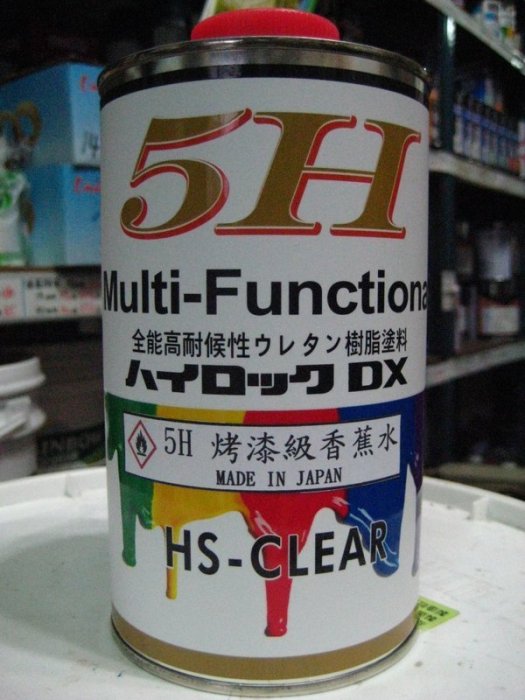 5H
Multi-Functional
全能高耐候性ウレタン樹脂塗料
ハイロック DX
5H 烤漆級香蕉水
MADE IN JAPAN
HS-CLEAR